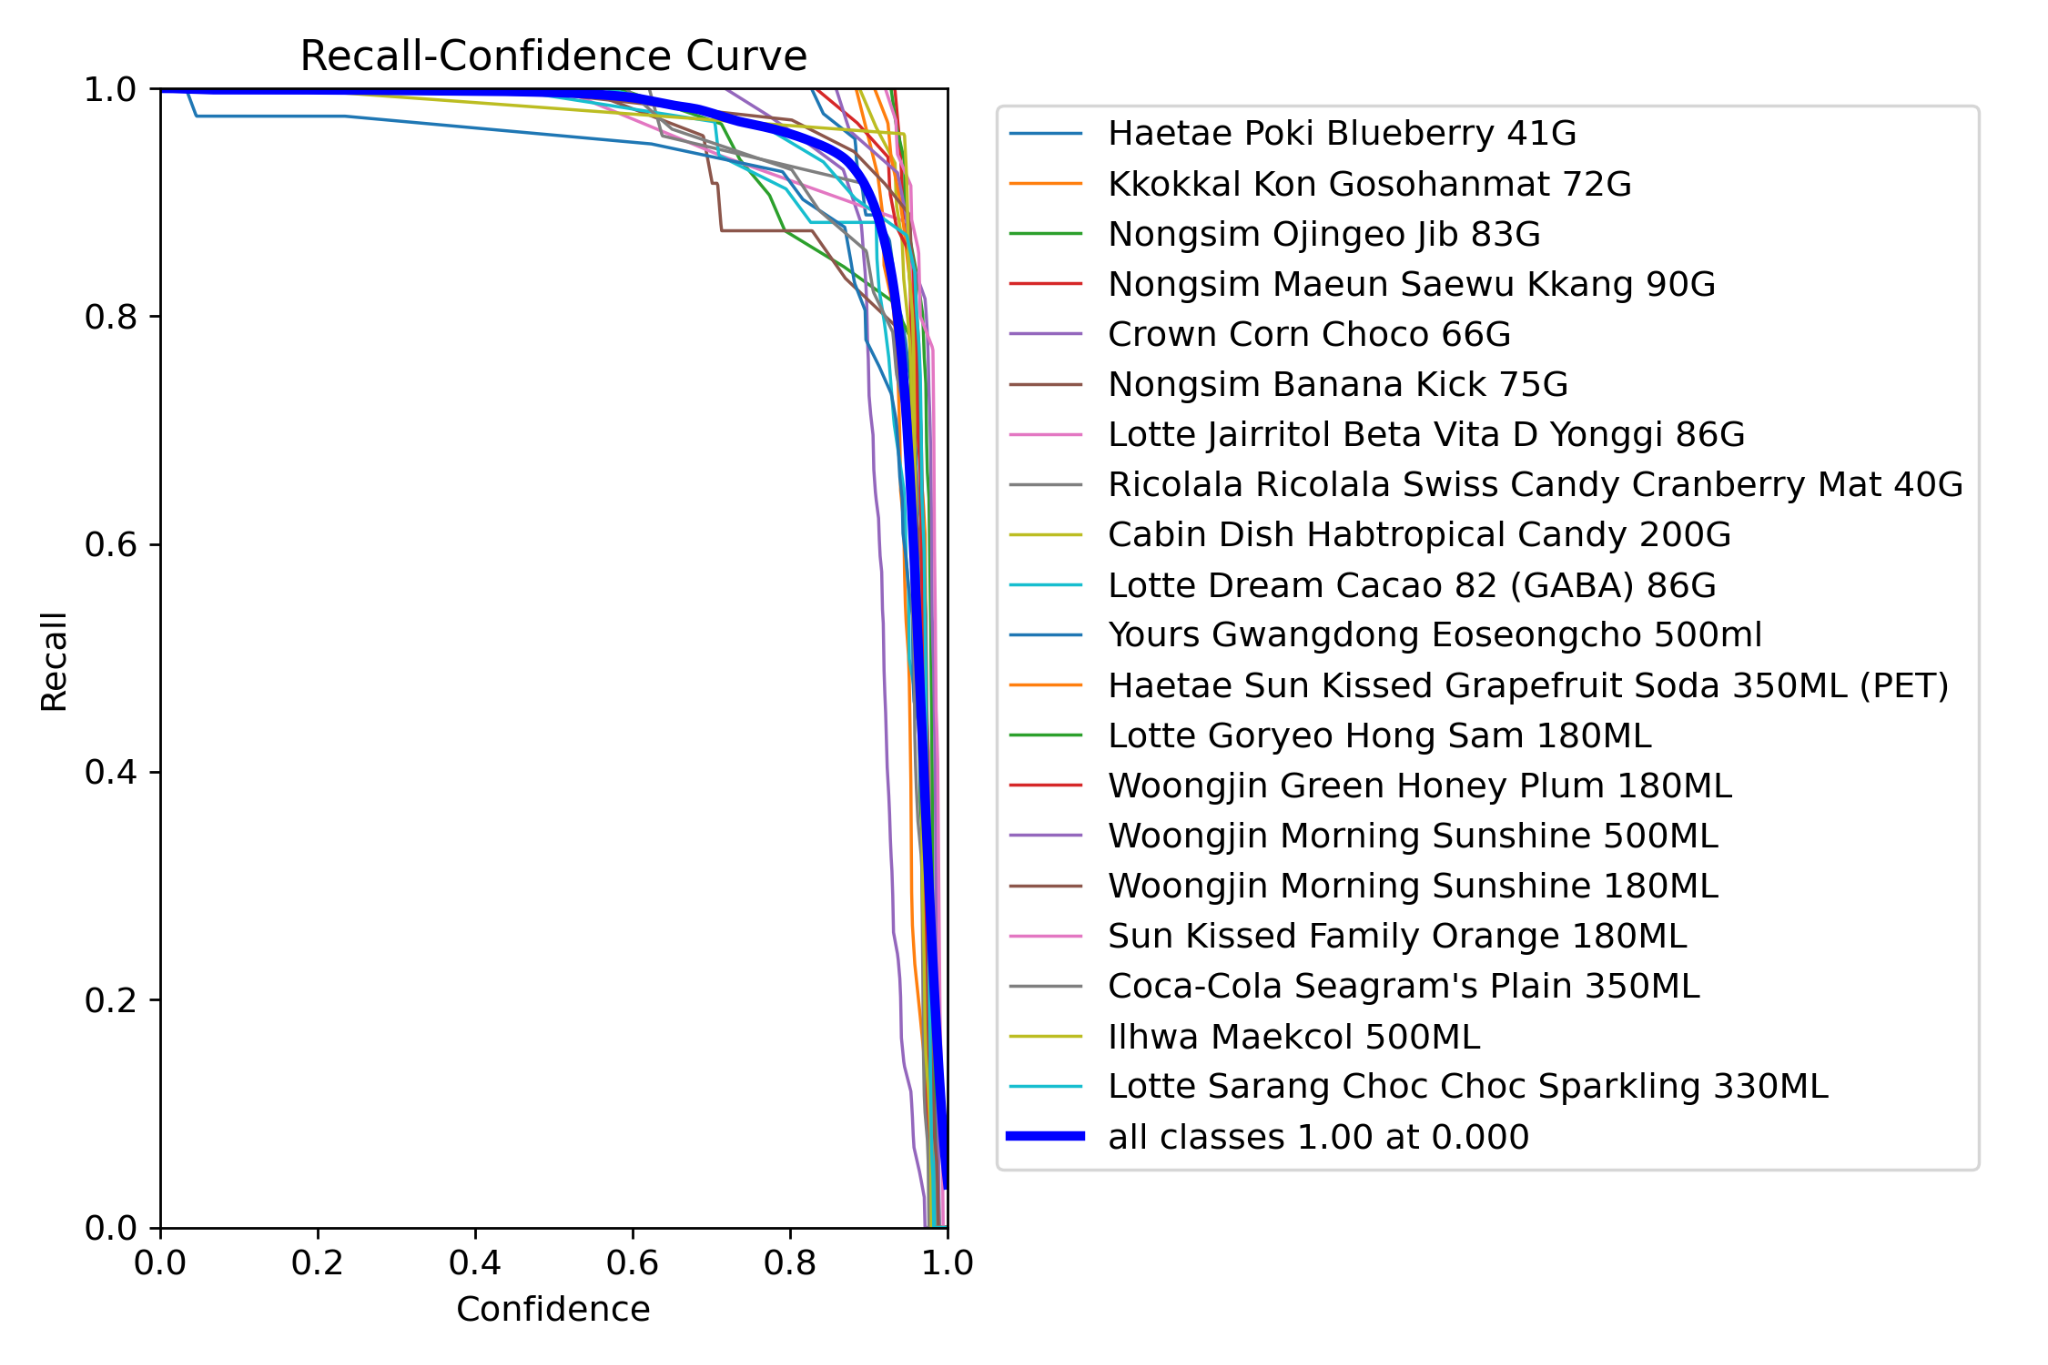 Recall-Confidence Curve
1.0
0.8
0.6
0.4
0.2
0.0
Recall
0.0 0.2 0.4 0.6 0.8 1.0
Confidence
Haetae Poki Blueberry 41G
Kkokkal Kon Gosohanmat 72G
Nongsim Ojingeo Jib 83G
Nongsim Maeun Saewu Kkang 90G
Crown Corn Choco 66G
Nongsim Banana Kick 75G
Lotte Jairritol Beta Vita D Yonggi 86G
Ricolala Ricolala Swiss Candy Cranberry Mat 40G
Cabin Dish Habtropical Candy 200G
Lotte Dream Cacao 82 (GABA) 86G
Yours Gwangdong Eoseongcho 500ml
Haetae Sun Kissed Grapefruit Soda 350ML (PET)
Lotte Goryeo Hong Sam 180ML
Woongjin Green Honey Plum 180ML
Woongjin Morning Sunshine 500ML
Woongjin Morning Sunshine 180ML
Sun Kissed Family Orange 180ML
Coca-Cola Seagram's Plain 350ML
Ilhwa Maekcol 500ML
Lotte Sarang Choc Choc Sparkling 330ML
all classes 1.00 at 0.000